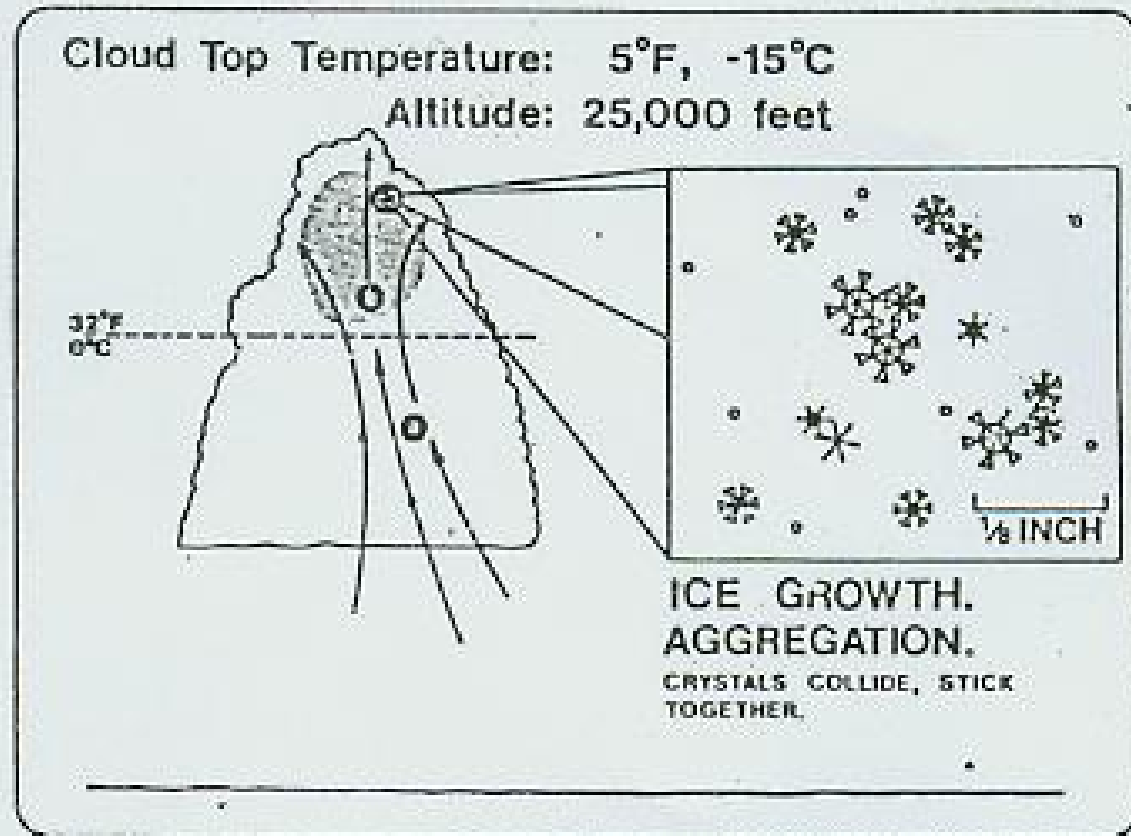 Cloud Top Temperature: 5°F, -15°C
Altitude: 25,000 feet
32°F
0°C
⅛ INCH
ICE GROWTH.
AGGREGATION.
CRYSTALS COLLIDE, STICK
TOGETHER.